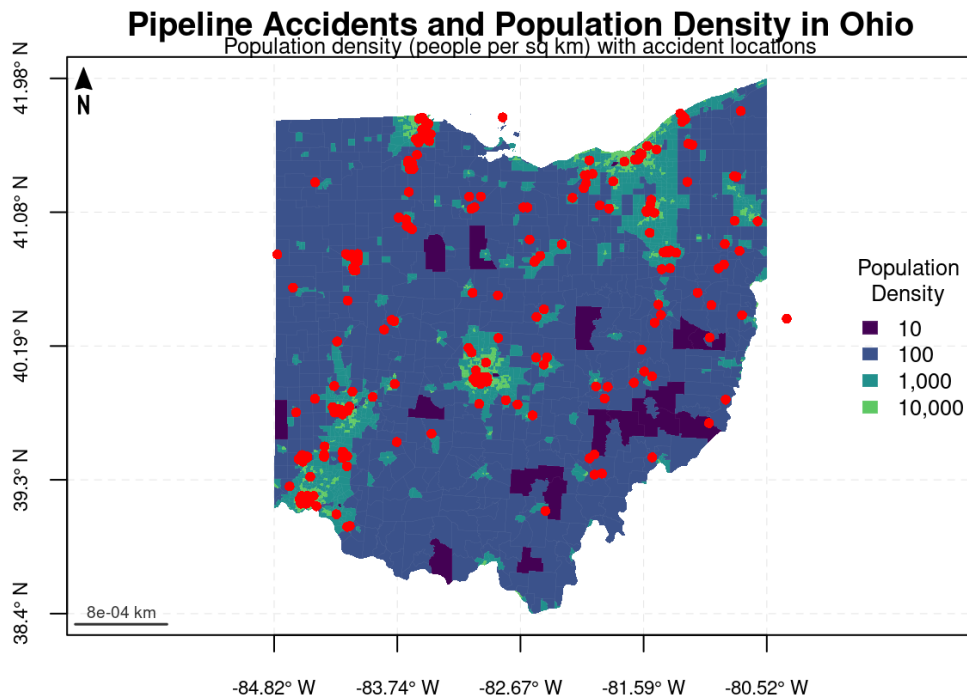 Pipeline Accidents and Population Density in Ohio
Population density (people per sq km) with accident locations
41.98° N
N
41.08° N
40.19° N
39.3° N
38.4° N
Population
Density
10
100
1,000
10,000
8e-04 km
-84.82° W
-83.74° W
-82.67° W
-81.59° W
-80.52° W